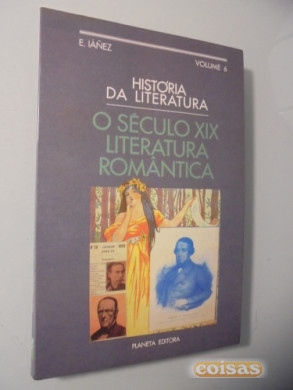 E. IÁÑEZ
VOLUME 6
HISTÓRIA
DA LITERATURA
O SÉCULO XIX
LITERATURA
ROMÂNTICA
PLANETA EDITORA
coisas